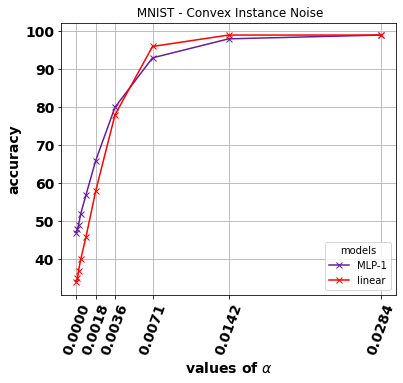 MNIST - Convex Instance Noise
100
90
80
70
60
50
40
accuracy
models
MLP-1
linear
0.0000
0.0018
0.0036
0.0071
0.0142
0.0284
values of α